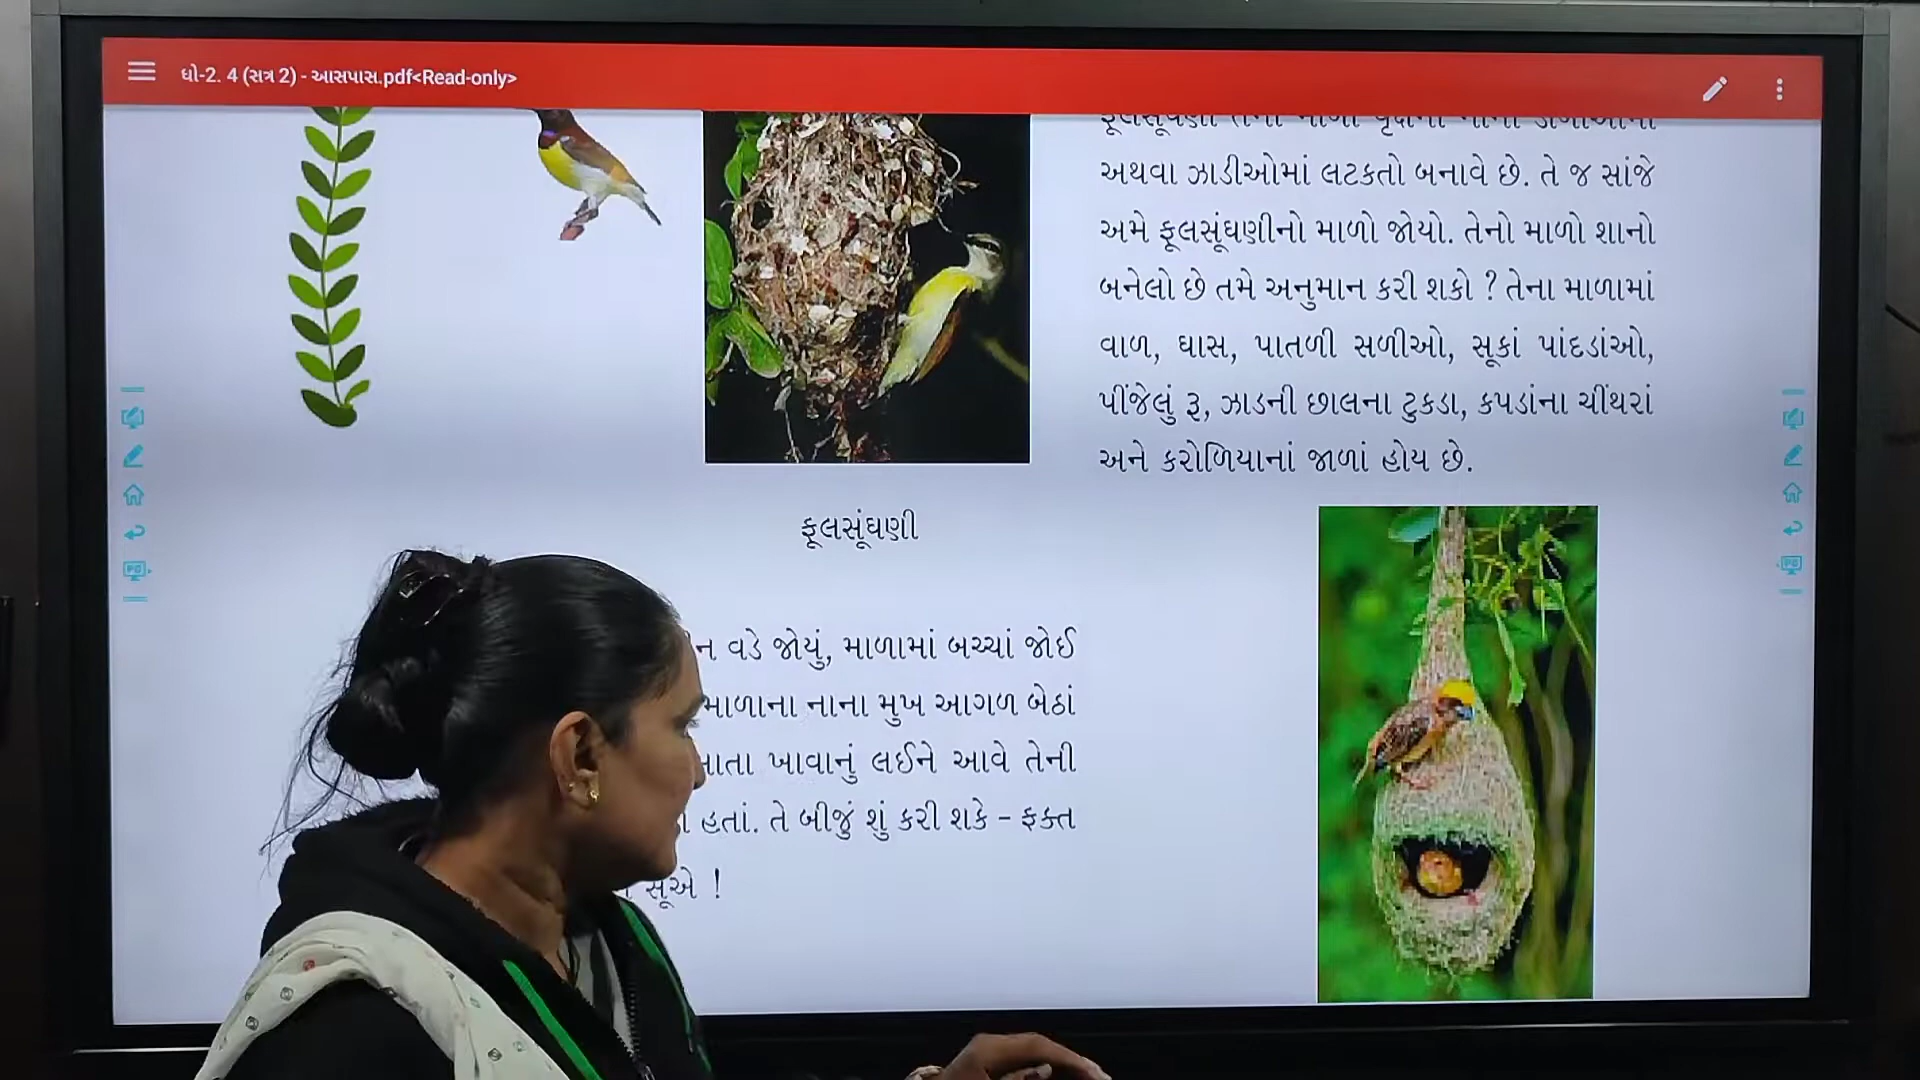 ધો-2. 4 (સત્ર 2) - આસપાસ.pdf<Read-only>
અથવા ઝાડીઓમાં લટકતો બનાવે છે. તે જ સાંજે
અમે ફૂલસૂંઘણીનો માળો જોયો. તેનો માળો શાનો
બનેલો છે તમે અનુમાન કરી શકો ? તેના માળામાં
વાળ, ઘાસ, પાતળી સળીઓ, સૂકાં પાંદડાંઓ,
પીંજેલું રૂ, ઝાડની છાલના ટુકડા, કપડાંના ચીંથરાં
અને કરોળિયાનાં જાળાં હોય છે.
ફૂલસૂંઘણી
વડે જોયું, માળામાં બચ્ચાં જોઈ
માળાના નાના મુખ આગળ બેઠાં
ખાવાનું લઈને આવે તેની
હતાં. તે બીજું શું કરી શકે – ફક્ત
સૂએ !